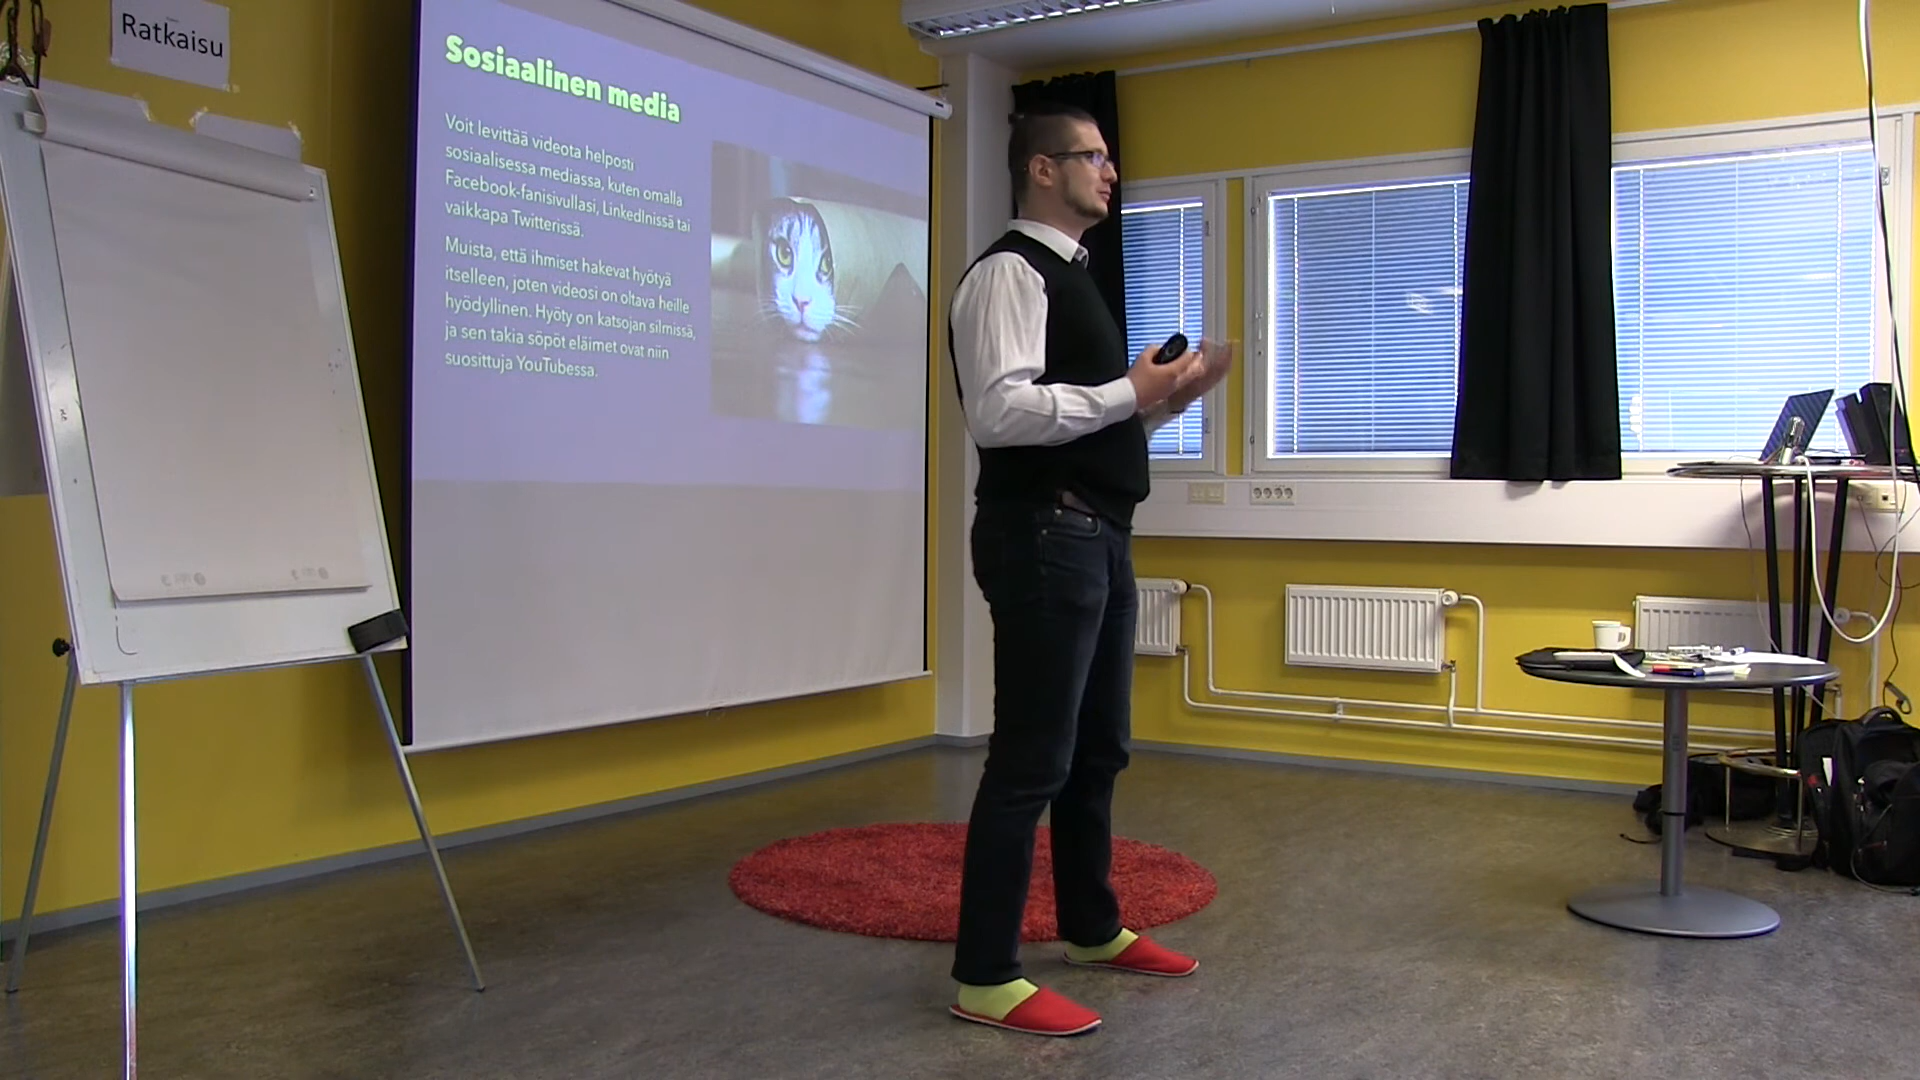 Ratkaisu
Sosiaalinen media
Voit levittää videota helposti
sosiaalisessa mediassa, kuten omalla
Facebook-fanisivullasi, LinkedInissä tai
vaikkapa Twitterissä.
Muista, että ihmiset hakevat hyötyä
itselleen, joten videosi on oltava heille
hyödyllinen. Hyöty on katsojan silmissä,
ja sen takia söpöt eläimet ovat niin
suosittuja YouTubessa.